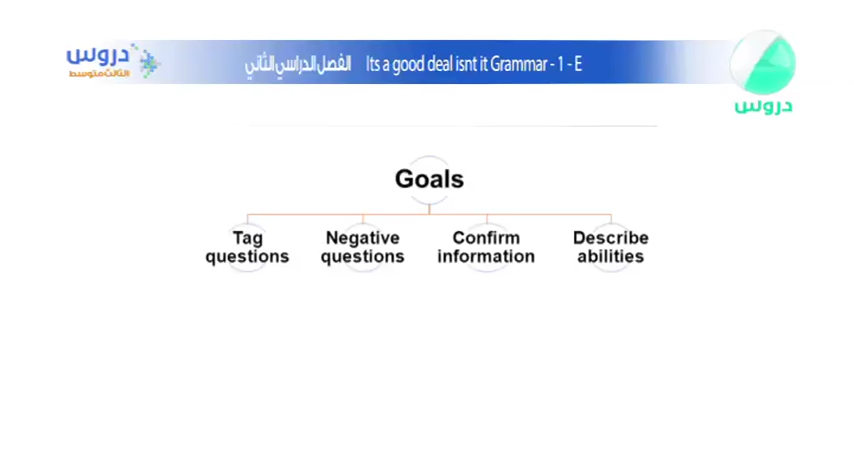 دروس
الثالث متوسط
الفصل الدراسي الثاني Its a good deal isnt it Grammar - 1 - E
دروس
Goals
Tag questions
Negative questions
Confirm information
Describe abilities